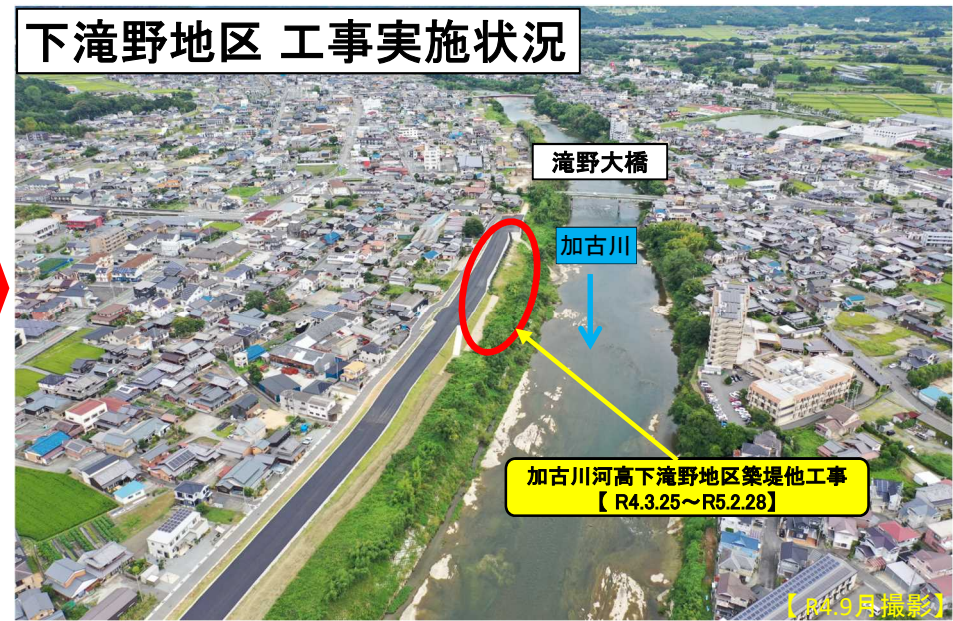 下滝野地区 工事実施状況
滝野大橋
加古川
加古川河高下滝野地区築堤他工事
【 R4.3.25～R5.2.28】
【 R4.9月撮影】